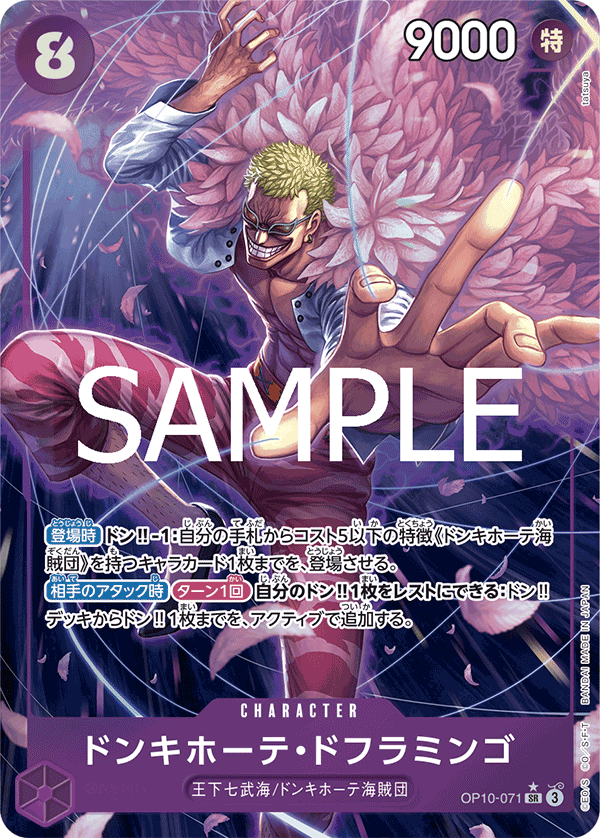 8
9000
特
tatsuya
SAMPLE
登場時 ドン!!-1:自分の手札からコスト5以下の特徴《ドンキホーテ海
賊団》を持つキャラカード1枚までを、登場させる。
相手のアタック時 ターン1回 自分のドン!!1枚をレストにできる:ドン!!
デッキからドン!!1枚までを、アクティブで追加する。
©E.O/S ©O/S・F・T BANDAI MADE IN JAPAN
CHARACTER
ドンキホーテ・ドフラミンゴ
王下七武海/ドンキホーテ海賊団
OP10-071 ★ SR 3